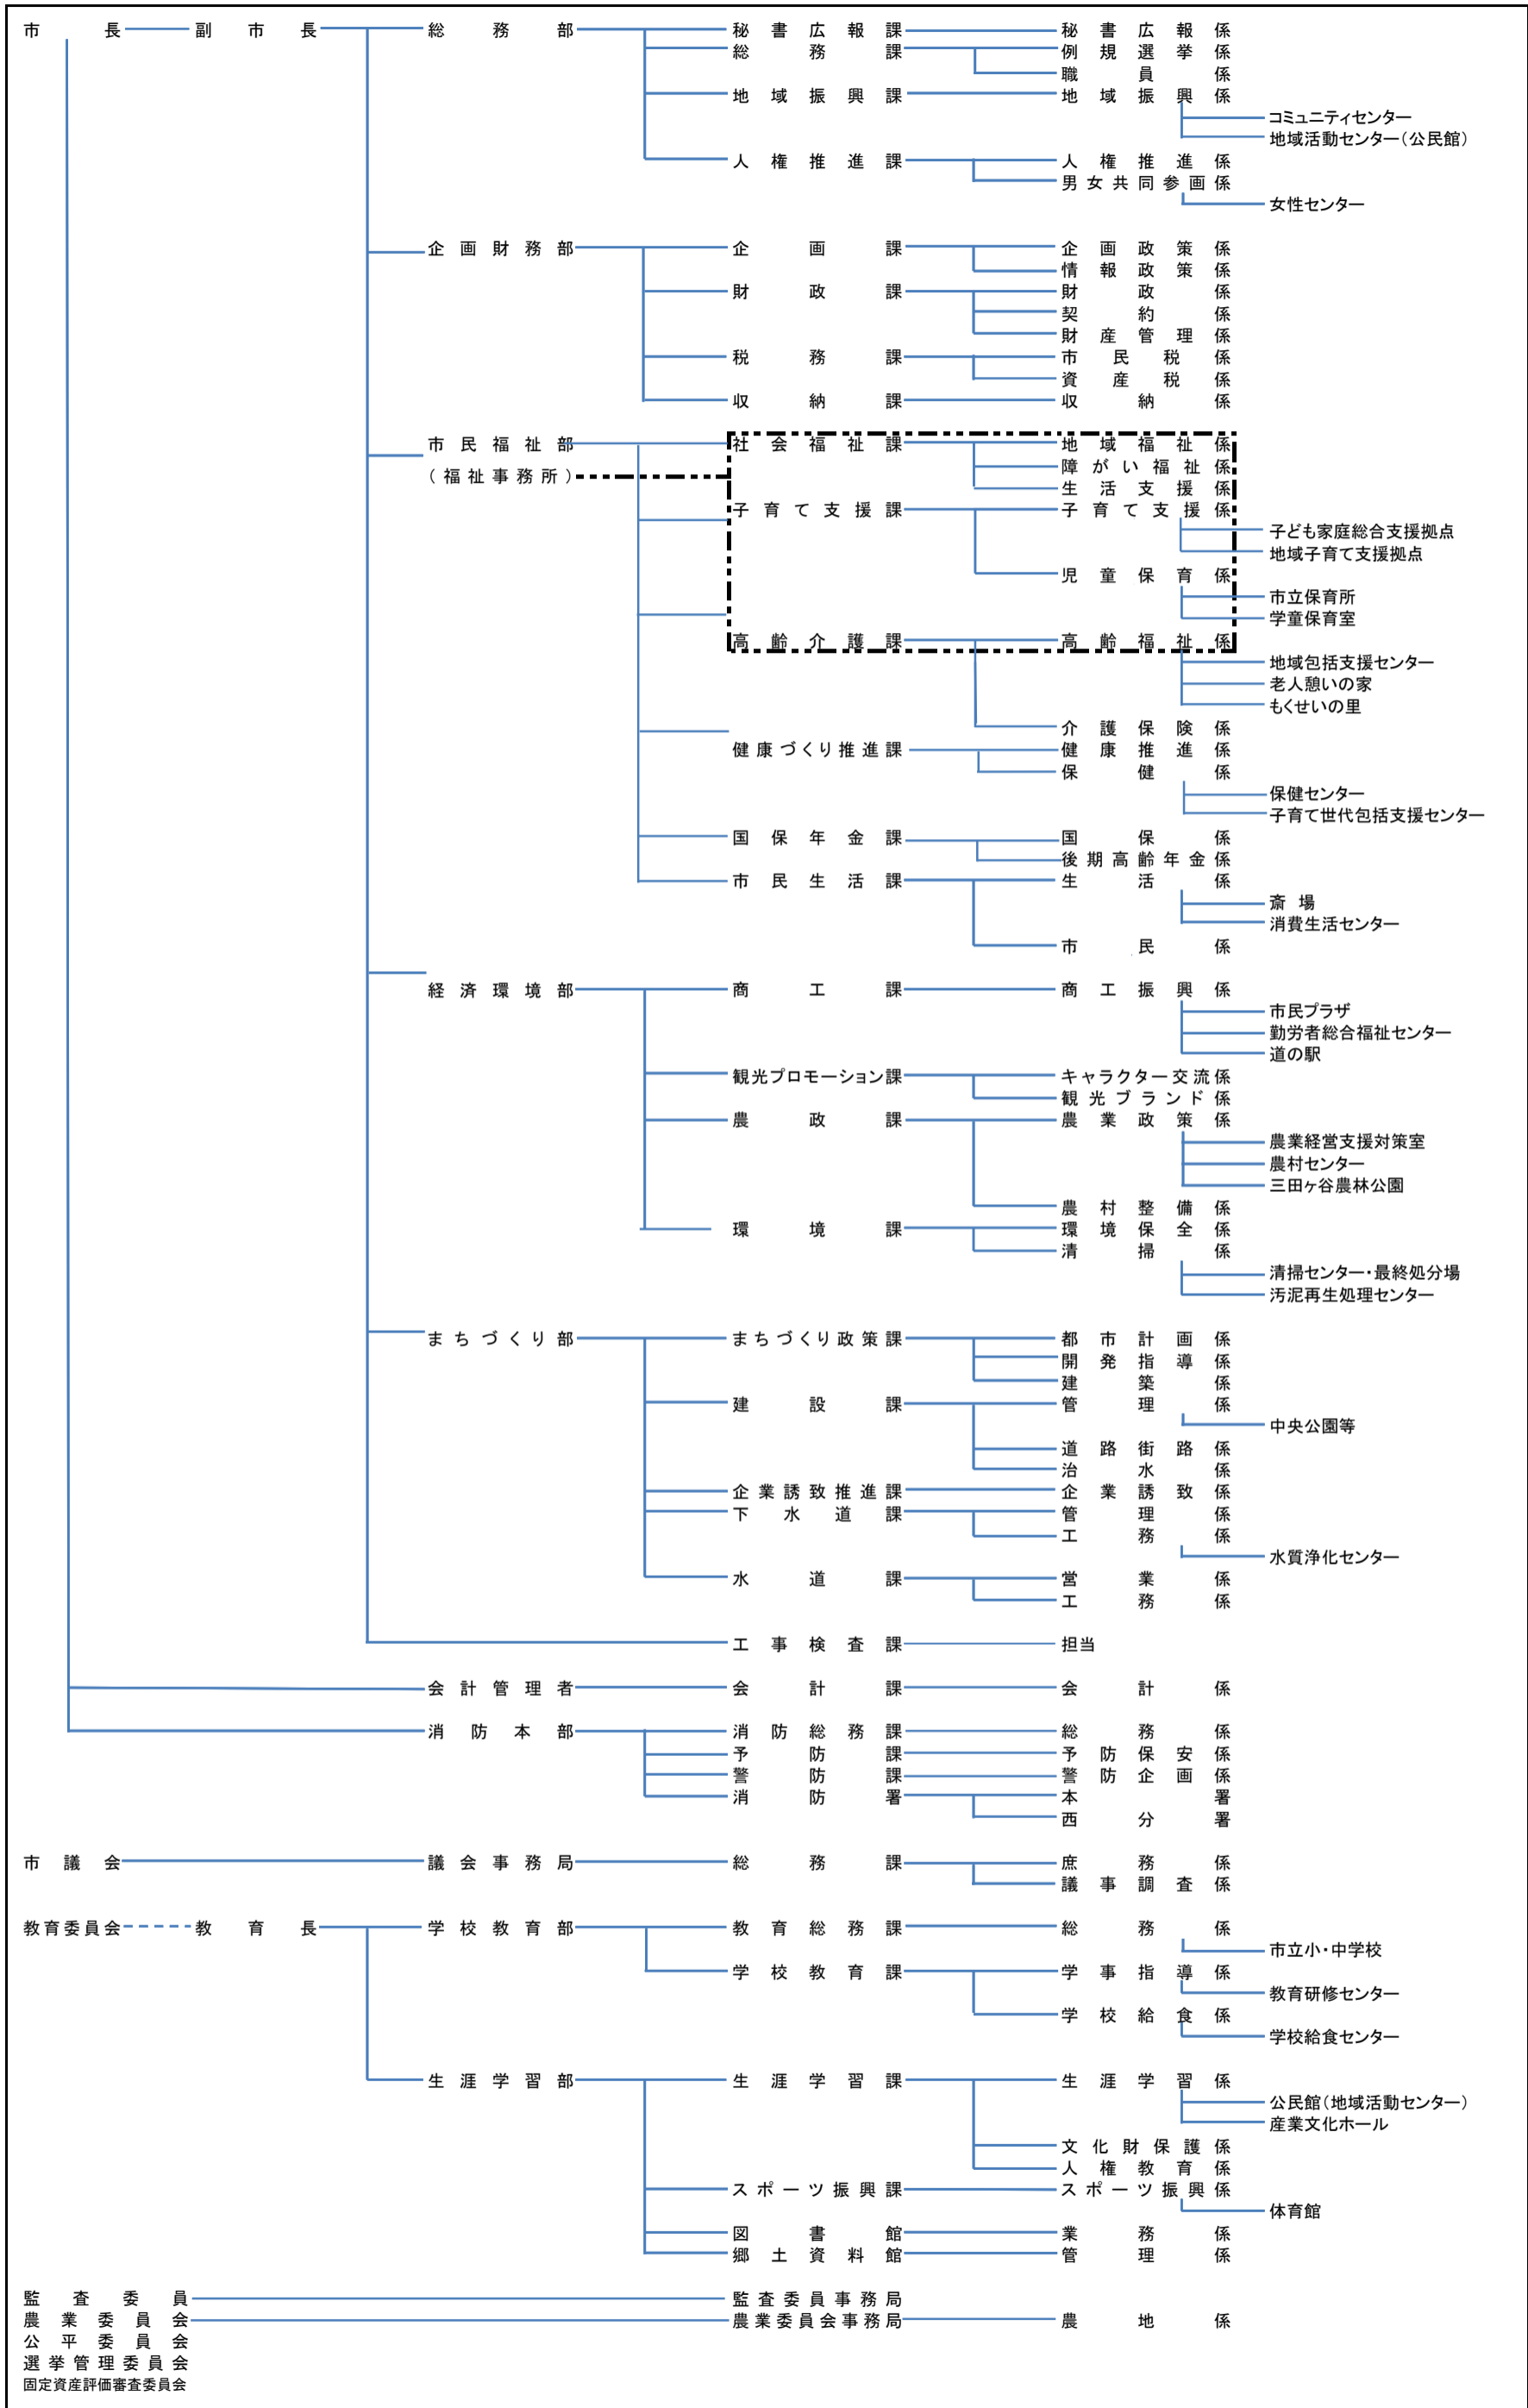 市長 副市長 総務部 秘書広報課 秘書広報係
総務課 例規選挙係
職員係
地域振興課 地域振興係
コミュニティセンター
地域活動センター（公民館）
人権推進課 人権推進係
男女共同参画係
女性センター
企画財務部 企画課 企画政策係
情報政策係
財政課 財政係
契約係
財産管理係
税務課 市民税係
資産税係
収納課 収納係
市民福祉部 社会福祉課 地域福祉係
障がい福祉係
（福祉事務所）
生活支援係
子育て支援課 子育て支援係
子ども家庭総合支援拠点
地域子育て支援拠点
児童保育係
市立保育所
学童保育室
高齢介護課 高齢福祉係
地域包括支援センター
老人憩いの家
もくせいの里
介護保険係
健康づくり推進課 健康推進係
保健係
保健センター
子育て世代包括支援センター
国保年金課 国保係
後期高齢年金係
市民生活課 生活係
斎場
消費生活センター
市民係
経済環境部 商工課 商工振興係
市民プラザ
勤労者総合福祉センター
道の駅
観光プロモーション課 キャラクター交流係
観光ブランド係
農政課 農業政策係
農業経営支援対策室
農村センター
三田ヶ谷農林公園
農村整備係
環境課 環境保全係
清掃係
清掃センター・最終処分場
汚泥再生処理センター
まちづくり部 まちづくり政策課 都市計画係
開発指導係
建築係
建設課 管理係
中央公園等
道路街路係
治水係
企業誘致推進課 企業誘致係
下水道課 管理係
工務係
水質浄化センター
水道課 営業係
工務係
工事検査課 担当
会計管理者 会計課 会計係
消防本部 消防総務課 総務係
予防課 予防保安係
警防課 警防企画係
消防署 本署
西分署
市議会 議会事務局 総務課 庶務係
議事調査係
教育委員会 教育長 学校教育部 教育総務課 総務係
市立小・中学校
学校教育課 学事指導係
教育研修センター
学校給食係
学校給食センター
生涯学習部 生涯学習課 生涯学習係
公民館（地域活動センター）
産業文化ホール
文化財保護係
人権教育係
スポーツ振興課 スポーツ振興係
体育館
図書館 業務係
郷土資料館 管理係
監査委員 監査委員事務局
農業委員会 農業委員会事務局 農地係
公平委員会
選挙管理委員会
固定資産評価審査委員会